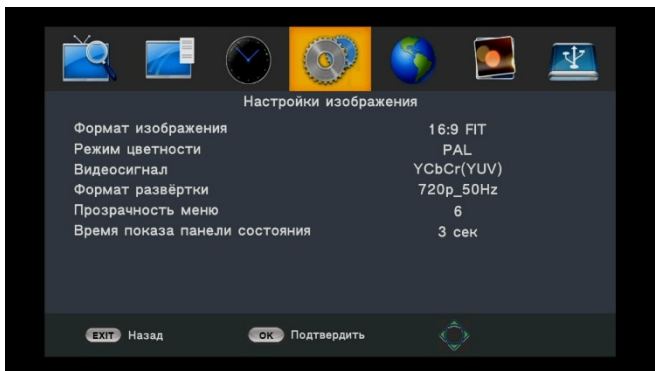 Настройки изображения
Формат изображения 16:9 FIT
Режим цветности PAL
Видеосигнал YCbCr(YUV)
Формат развёртки 720p_50Hz
Прозрачность меню 6
Время показа панели состояния 3 сек
EXIT Назад OK Подтвердить